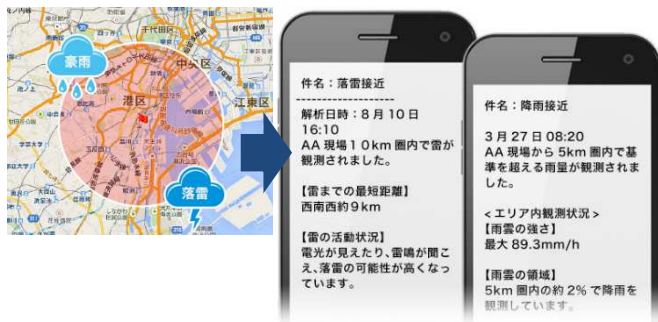 千代田区
豪雨
中央区
港区
江東区
落雷
件名：落雷接近
解析日時：8月10日
16:10
AA 現場10km圏内で雷が
観測されました。
【雷までの最短距離】
西南西約9km
【雷の活動状況】
電光が見えたり、雷鳴が聞こ
え、落雷の可能性が高くなっ
ています。
件名：降雨接近
3月27日 08:20
AA 現場から 5km 圏内で基
準を超える雨量が観測されま
した。
＜エリア内観測状況＞
【雨雲の強さ】
最大 89.3mm/h
【雨雲の領域】
5km 圏内の約 2% で降雨を
観測しています。